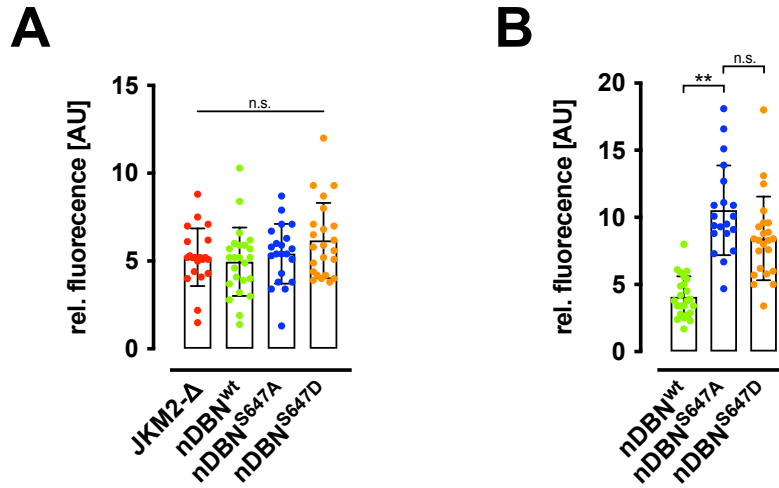 A
B
rel. fluorecence [AU]
15
10
5
0
n.s.
JKM2-Δ
nDBNwt
nDBNS647A
nDBNS647D
rel. fluorecence [AU]
20
15
10
5
0
**
n.s.
nDBNwt
nDBNS647A
nDBNS647D